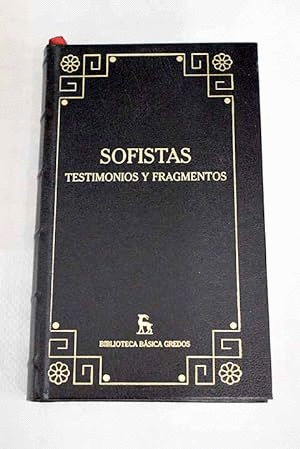 SOFISTAS
TESTIMONIOS Y FRAGMENTOS
BIBLIOTECA BÁSICA GREDOS